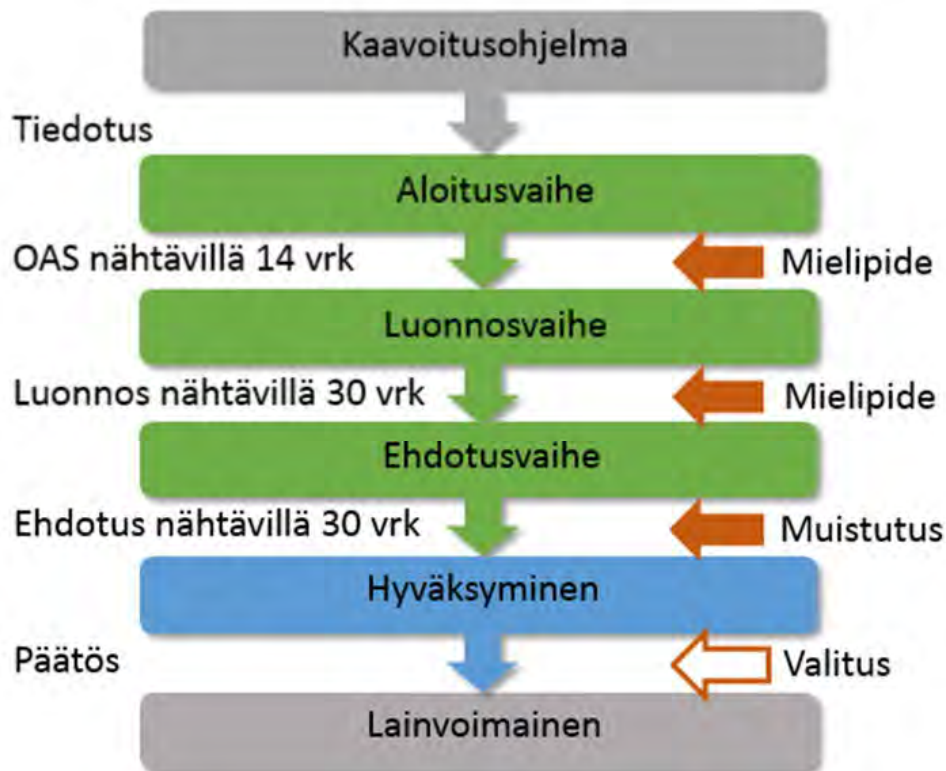 Kaavoitusohjelma
Tiedotus
Aloitusvaihe
OAS nähtävillä 14 vrk
Mielipide
Luonnosvaihe
Luonnos nähtävillä 30 vrk
Mielipide
Ehdotusvaihe
Ehdotus nähtävillä 30 vrk
Muistutus
Hyväksyminen
Päätös
Valitus
Lainvoimainen